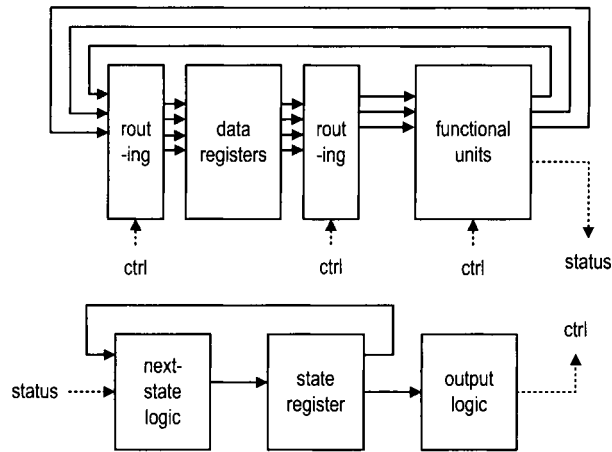 rout
-ing
data
registers
rout
-ing
functional
units
ctrl
ctrl
ctrl
status
ctrl
next-
state
logic
state
register
output
logic
status